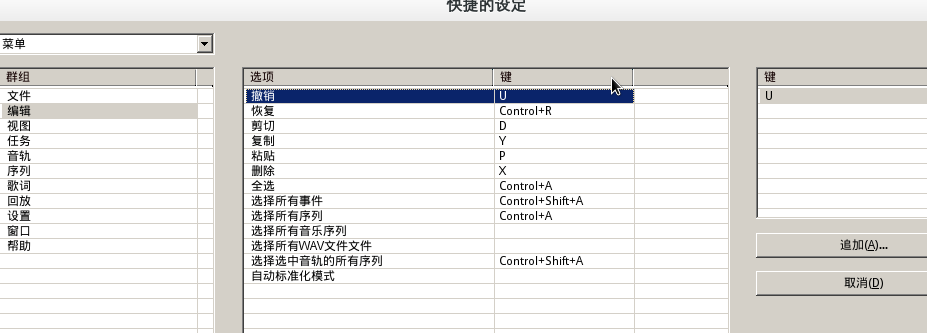 快捷的设定
菜单
群组
文件
编辑
视图
任务
音轨
序列
歌词
回放
设置
窗口
帮助
选项 键
撤销 U
恢复 Control+R
剪切 D
复制 Y
粘贴 P
删除 X
全选 Control+A
选择所有事件 Control+Shift+A
选择所有序列 Control+A
选择所有音乐序列
选择所有WAV文件文件
选择选中音轨的所有序列 Control+Shift+A
自动标准化模式
键
U
追加(A)...
取消(D)